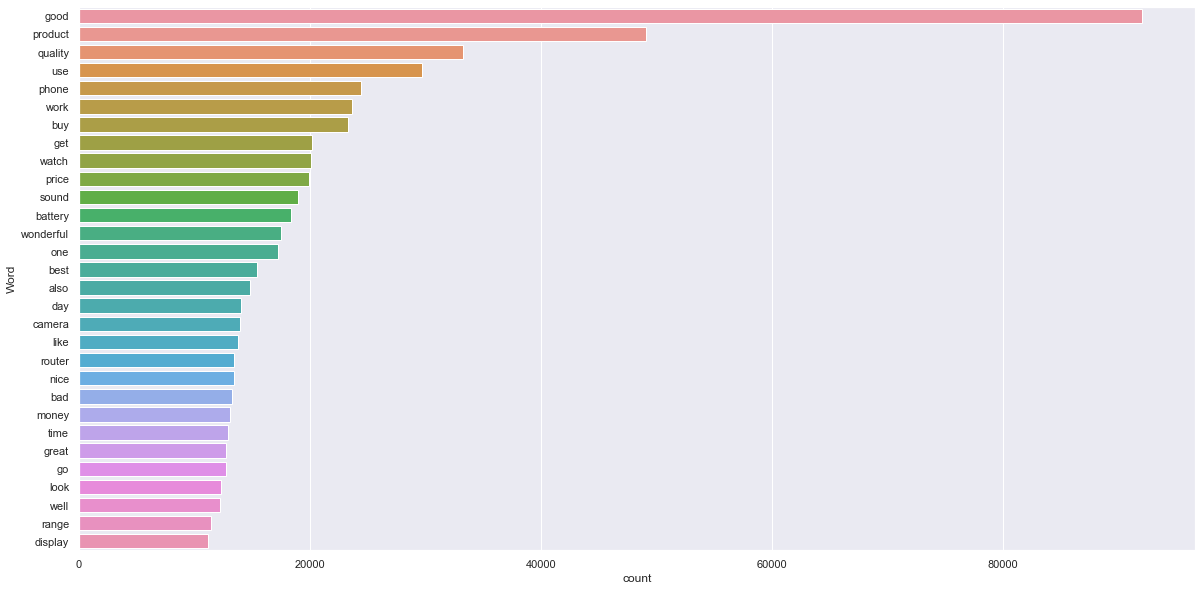 good
product
quality
use
phone
work
buy
get
watch
price
sound
battery
wonderful
one
best
also
day
camera
like
router
nice
bad
money
time
great
go
look
well
range
display
Word
0 20000 40000 60000 80000
count